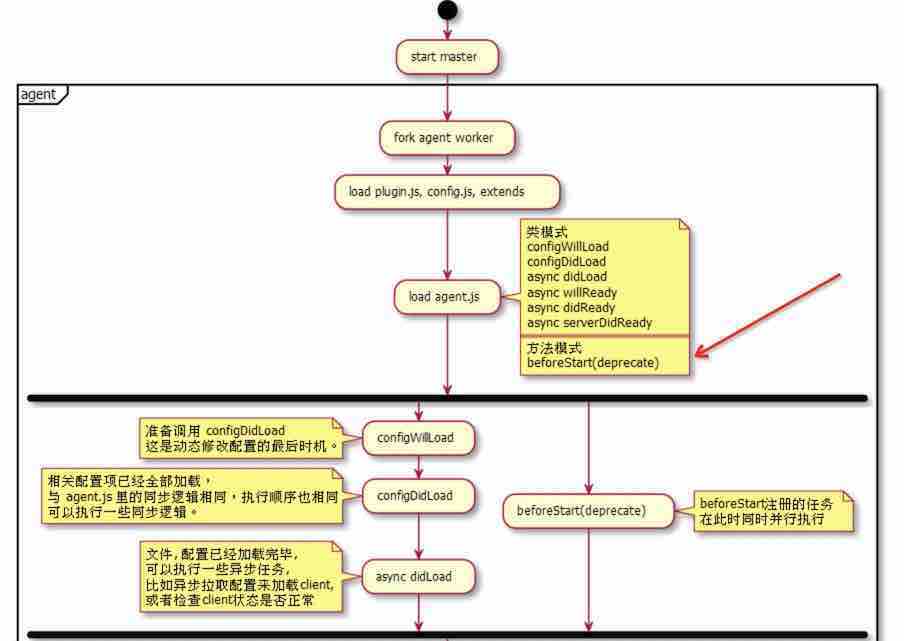 start master
agent
fork agent worker
load plugin.js, config.js, extends
类模式
configWillLoad
configDidLoad
async didLoad
async willReady
async didReady
async serverDidReady
load agent.js
方法模式
beforeStart(deprecate)
准备调用 configDidLoad
这是动态修改配置的最后时机。
configWillLoad
相关配置项已经全部加载，
与 agent.js 里的同步逻辑相同，执行顺序也相同
可以执行一些同步逻辑。
configDidLoad
beforeStart(deprecate)
beforeStart注册的任务
在此时同时并行执行
文件,配置已经加载完毕,
可以执行一些异步任务,
比如异步拉取配置来加载client,
或者检查client状态是否正常
async didLoad